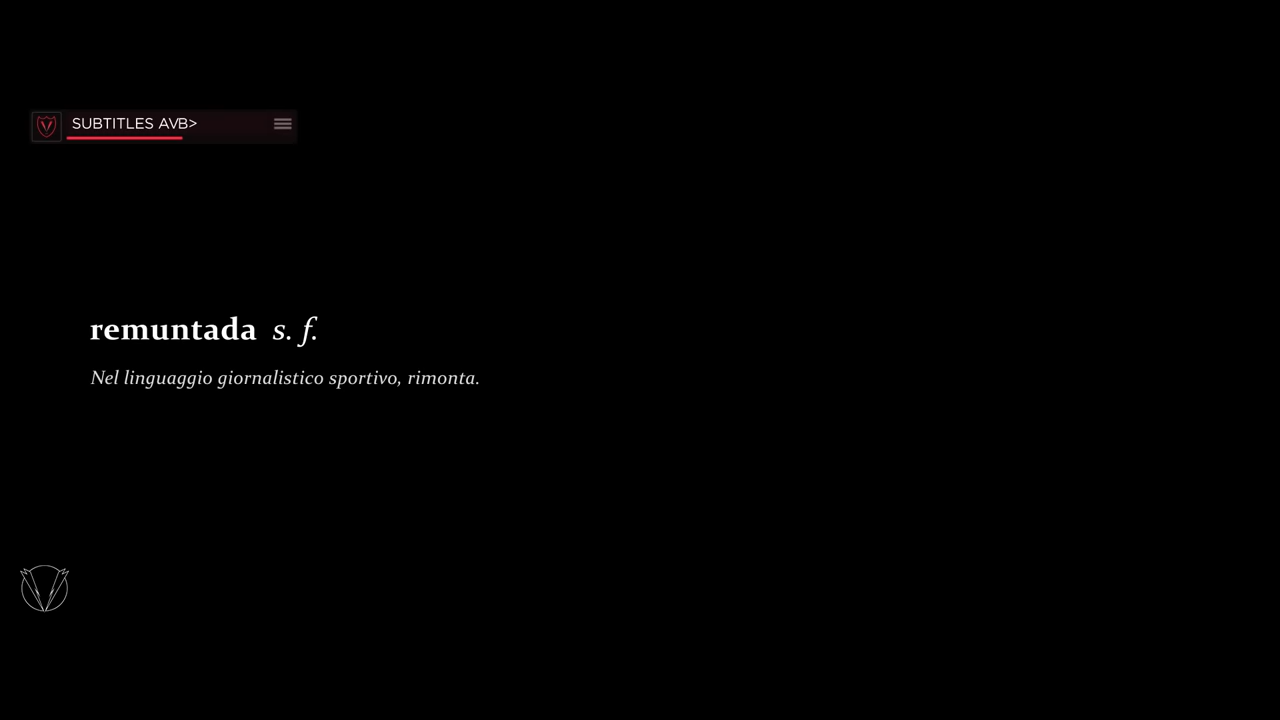 SUBTITLES AVB>
remuntada s. f.
Nel linguaggio giornalistico sportivo, rimonta.